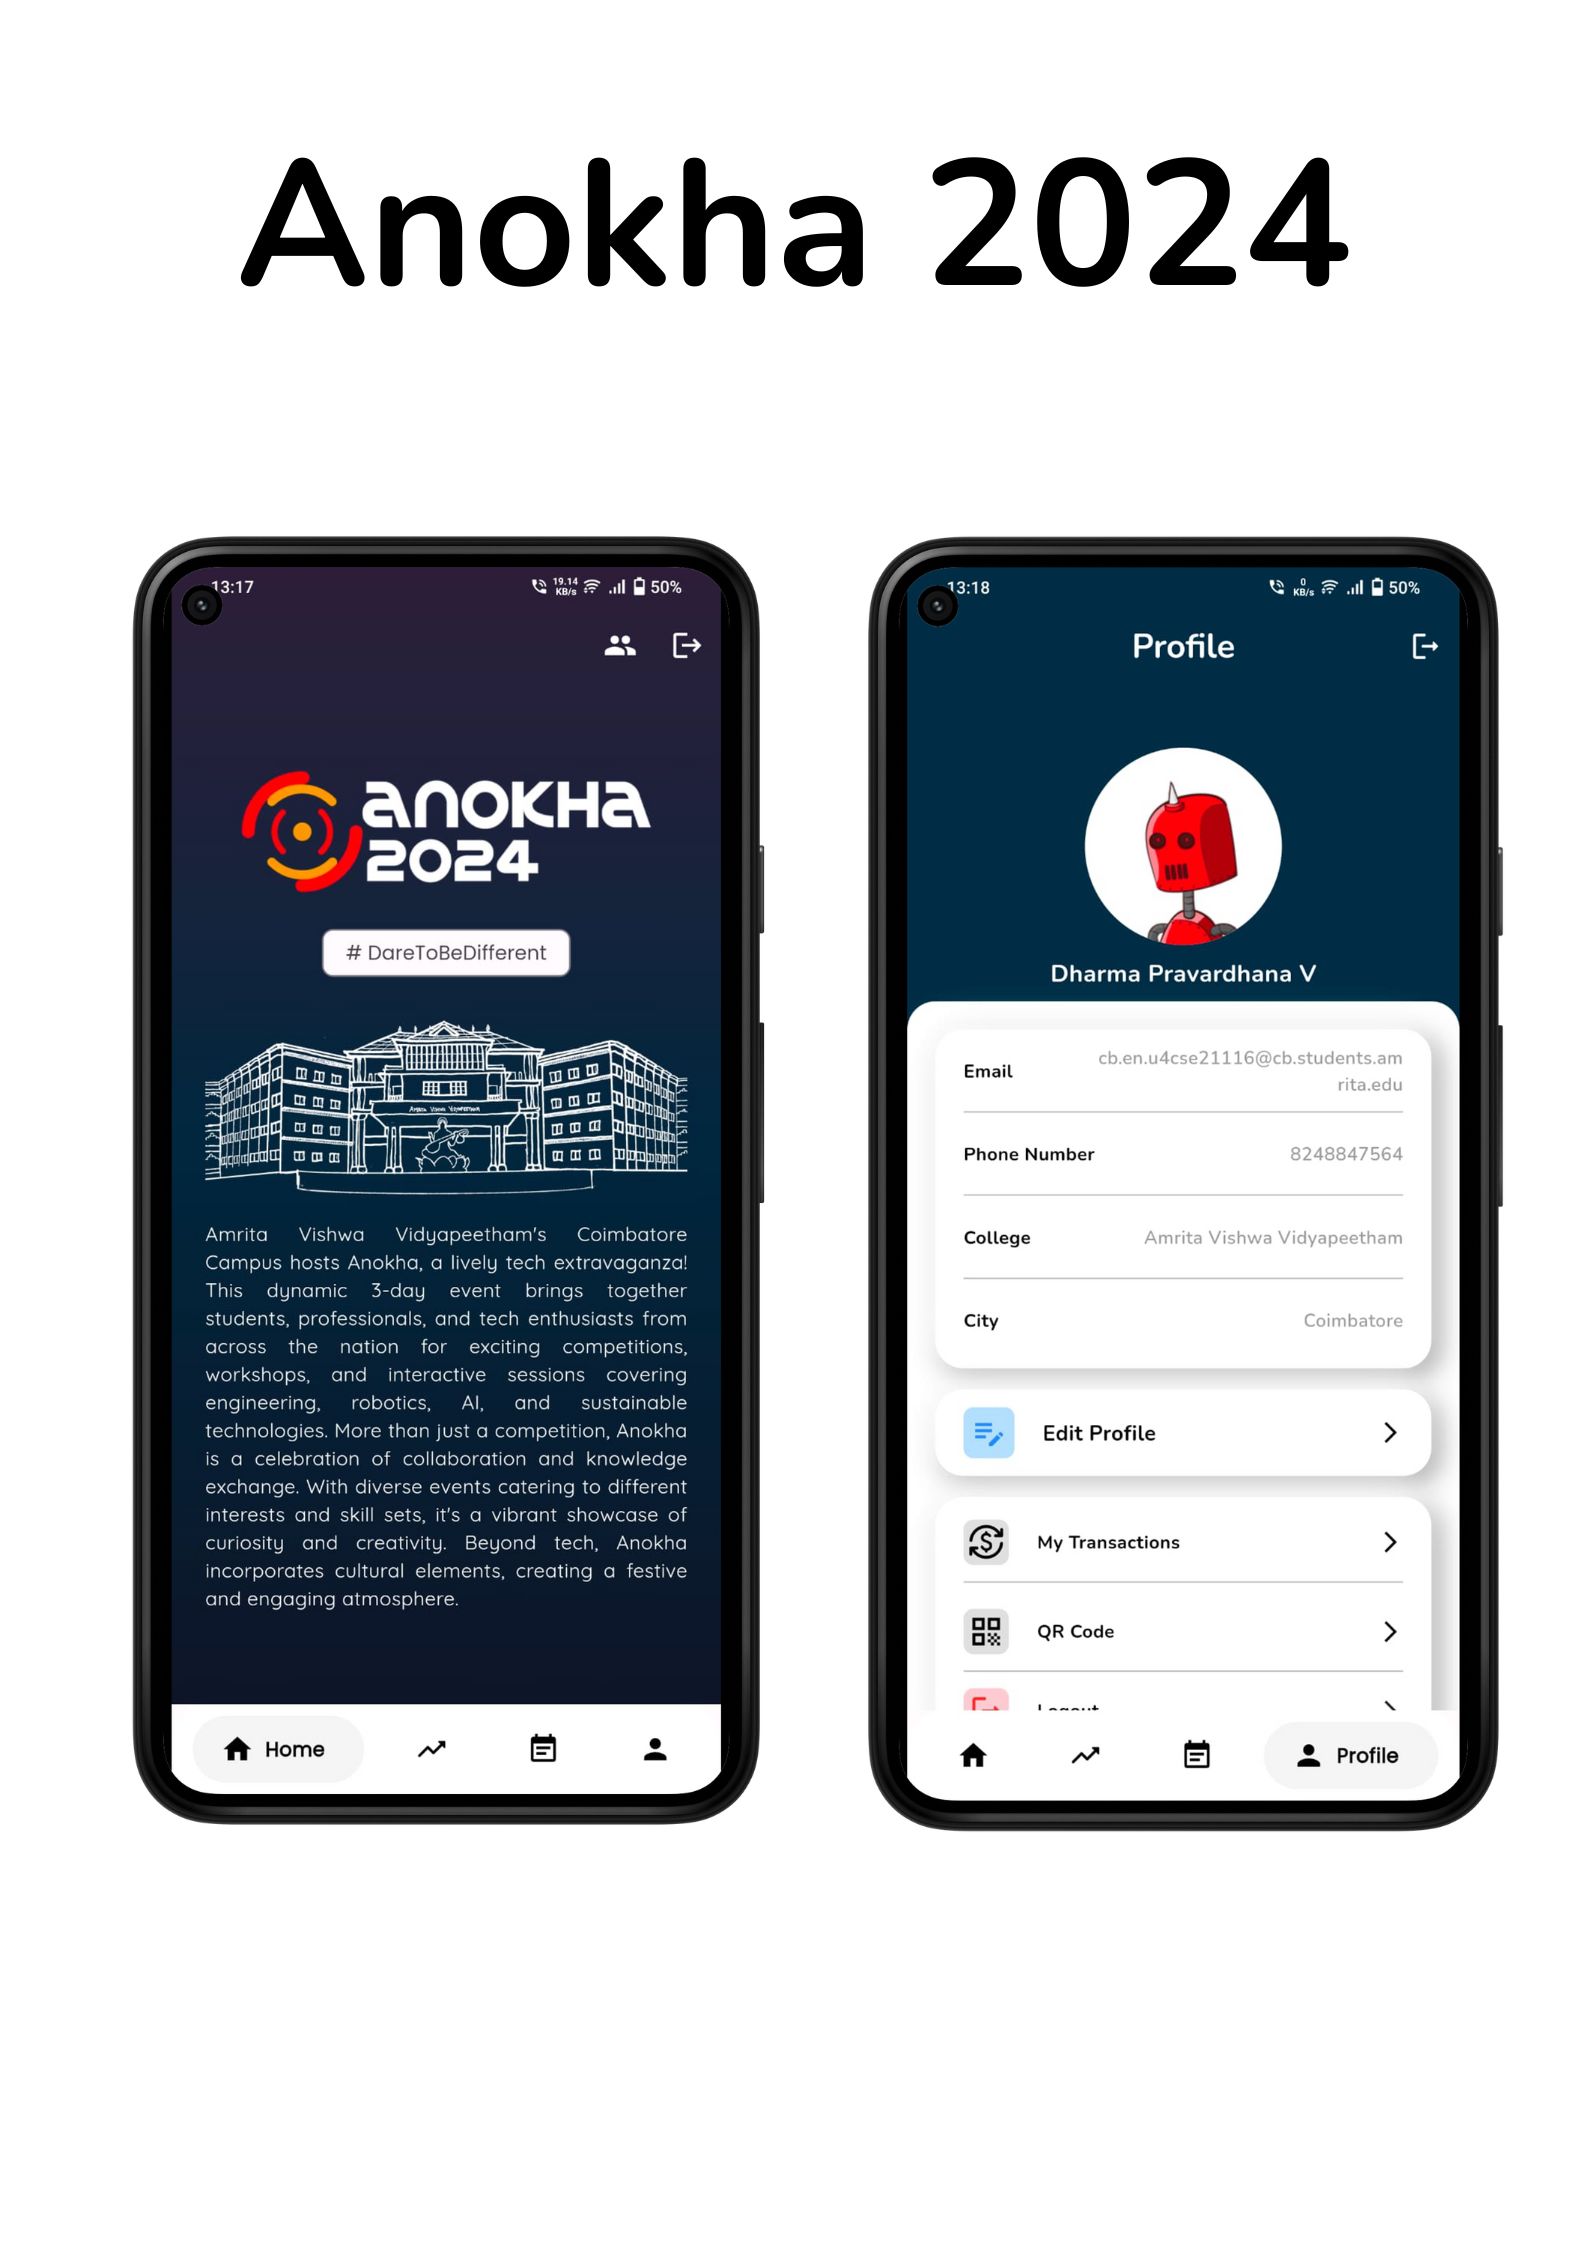 Anokha 2024
13:17
19.14
KB/s
50%
ANOKHA
2024
# DareToBeDifferent
AMRITA VISHWA VIDYAPEETHAM
Amrita Vishwa Vidyapeetham's Coimbatore
Campus hosts Anokha, a lively tech extravaganza!
This dynamic 3-day event brings together
students, professionals, and tech enthusiasts from
across the nation for exciting competitions,
workshops, and interactive sessions covering
engineering, robotics, AI, and sustainable
technologies. More than just a competition, Anokha
is a celebration of collaboration and knowledge
exchange. With diverse events catering to different
interests and skill sets, it's a vibrant showcase of
curiosity and creativity. Beyond tech, Anokha
incorporates cultural elements, creating a festive
and engaging atmosphere.
Home
13:18
0
KB/s
50%
Profile
Dharma Pravardhana V
Email
cb.en.u4cse21116@cb.students.am
rita.edu
Phone Number
8248847564
College
Amrita Vishwa Vidyapeetham
City
Coimbatore
Edit Profile
My Transactions
QR Code
Logout
Profile